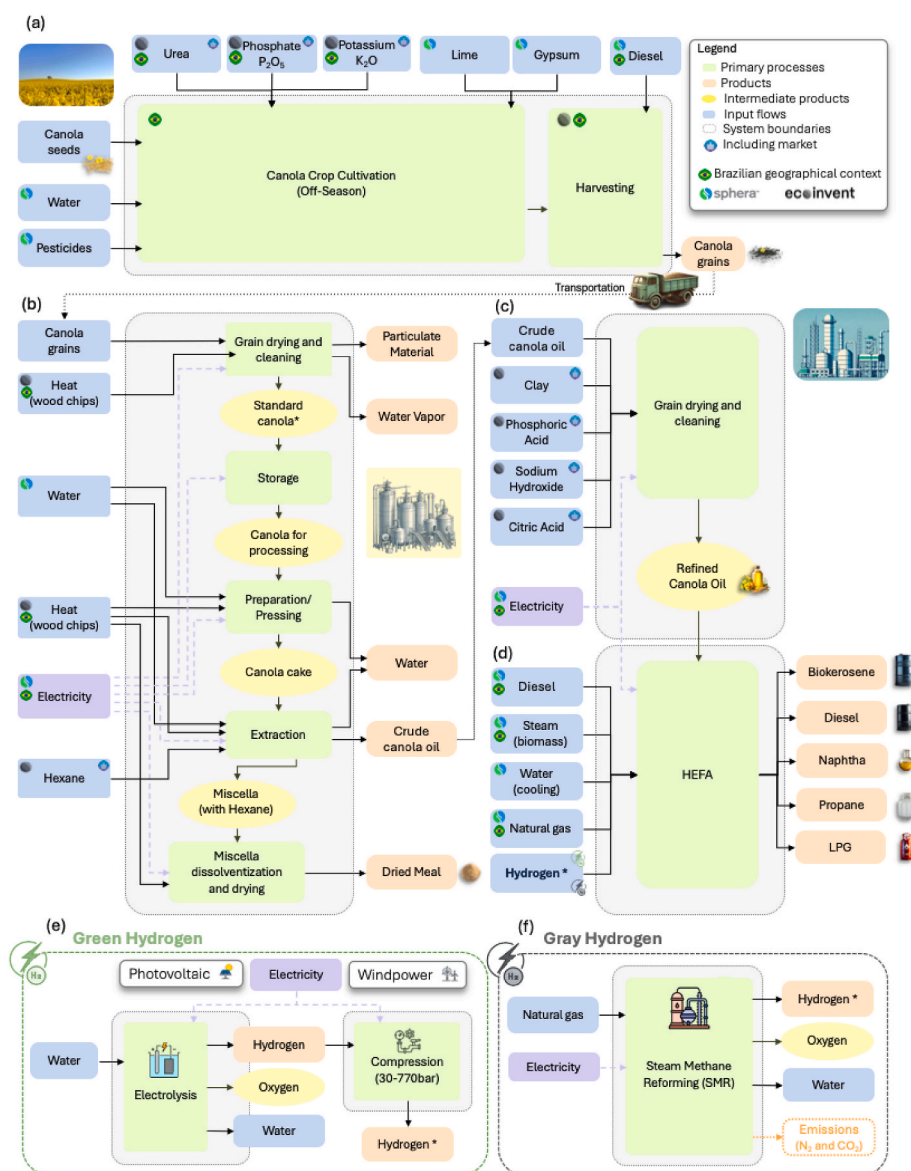 (a)
Urea
Phosphate
P₂O₅
Potassium
K₂O
Lime
Gypsum
Diesel
Legend
Primary processes
Products
Intermediate products
Input flows
System boundaries
Including market
Brazilian geographical context
sphera
ecoinvent
Canola
seeds
Water
Pesticides
Canola Crop Cultivation
(Off-Season)
Harvesting
Canola
grains
Transportation
(b)
Canola
grains
Heat
(wood chips)
Water
Heat
(wood chips)
Electricity
Hexane
Grain drying and
cleaning
Standard
canola*
Storage
Canola for
processing
Preparation/
Pressing
Canola cake
Extraction
Miscella
(with Hexane)
Miscella
dissolventization
and drying
Particulate
Material
Water Vapor
Water
Crude
canola oil
Dried Meal
(c)
Crude
canola oil
Clay
Phosphoric
Acid
Sodium
Hydroxide
Citric Acid
Electricity
Grain drying and
cleaning
Refined
Canola Oil
(d)
Diesel
Steam
(biomass)
Water
(cooling)
Natural gas
Hydrogen *
HEFA
Biokerosene
Diesel
Naphtha
Propane
LPG
(e)
Green Hydrogen
H₂
Photovoltaic
Electricity
Windpower
Water
Electrolysis
Hydrogen
Oxygen
Water
Compression
(30-770bar)
Hydrogen *
(f)
Gray Hydrogen
H₂
Natural gas
Electricity
Steam Methane
Reforming (SMR)
Hydrogen *
Oxygen
Water
Emissions
(N₂ and CO₂)